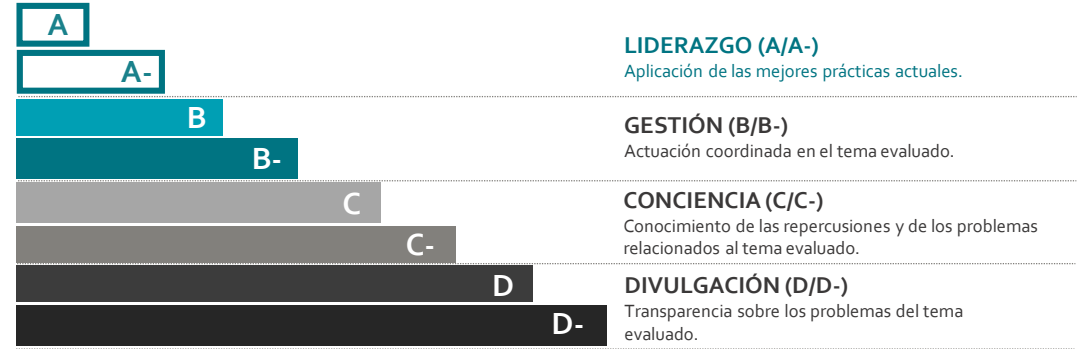 A
A-
LIDERAZGO (A/A-)
Aplicación de las mejores prácticas actuales.
B
B-
GESTIÓN (B/B-)
Actuación coordinada en el tema evaluado.
C
C-
CONCIENCIA (C/C-)
Conocimiento de las repercusiones y de los problemas
relacionados al tema evaluado.
D
D-
DIVULGACIÓN (D/D-)
Transparencia sobre los problemas del tema
evaluado.